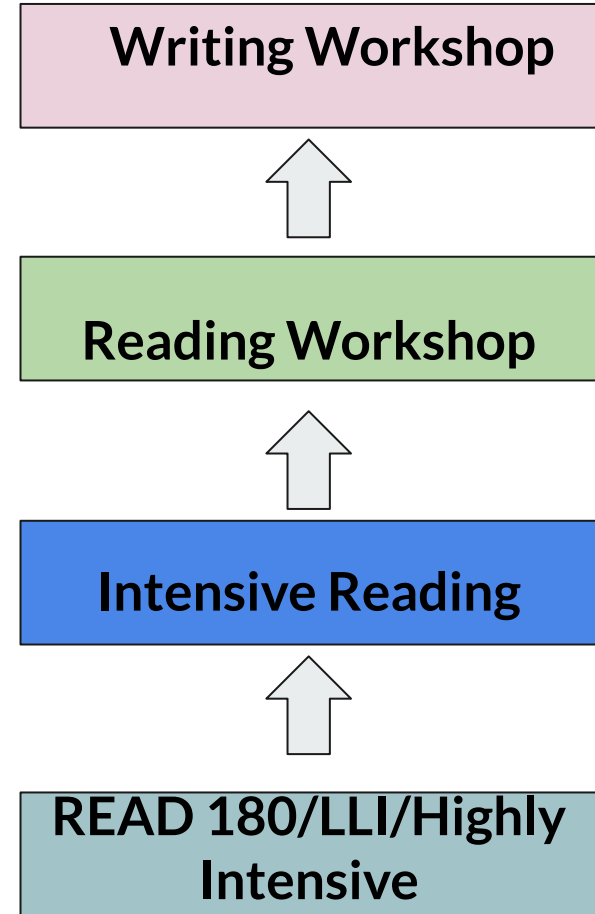 Writing Workshop
Reading Workshop
Intensive Reading
READ 180/LLI/Highly
Intensive